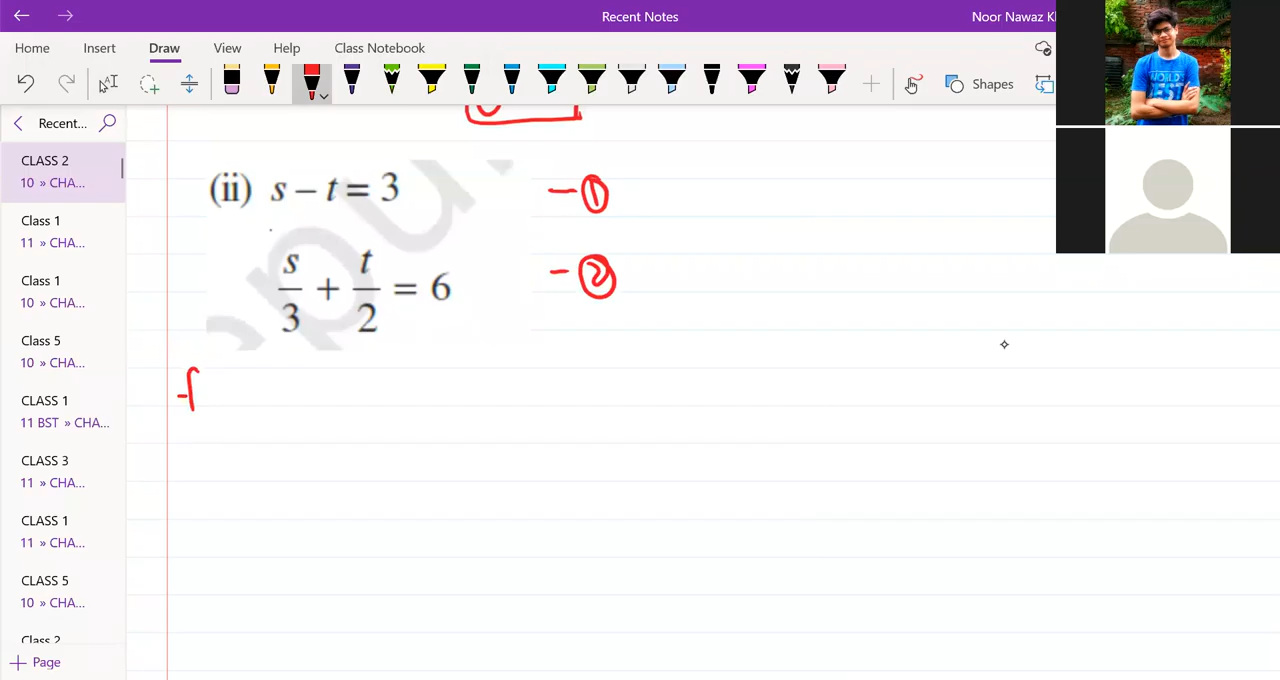 Recent Notes
Noor Nawaz K
Home Insert Draw View Help Class Notebook
Shapes
Recent...
CLASS 2
10 » CHA...
Class 1
11 » CHA...
Class 1
10 » CHA...
Class 5
10 » CHA...
CLASS 1
11 BST » CHA...
CLASS 3
11 » CHA...
CLASS 1
11 » CHA...
CLASS 5
10 » CHA...
Class 2
+ Page
(ii) s – t = 3 – ①
s/3 + t/2 = 6 – ②
f
WORLD'S